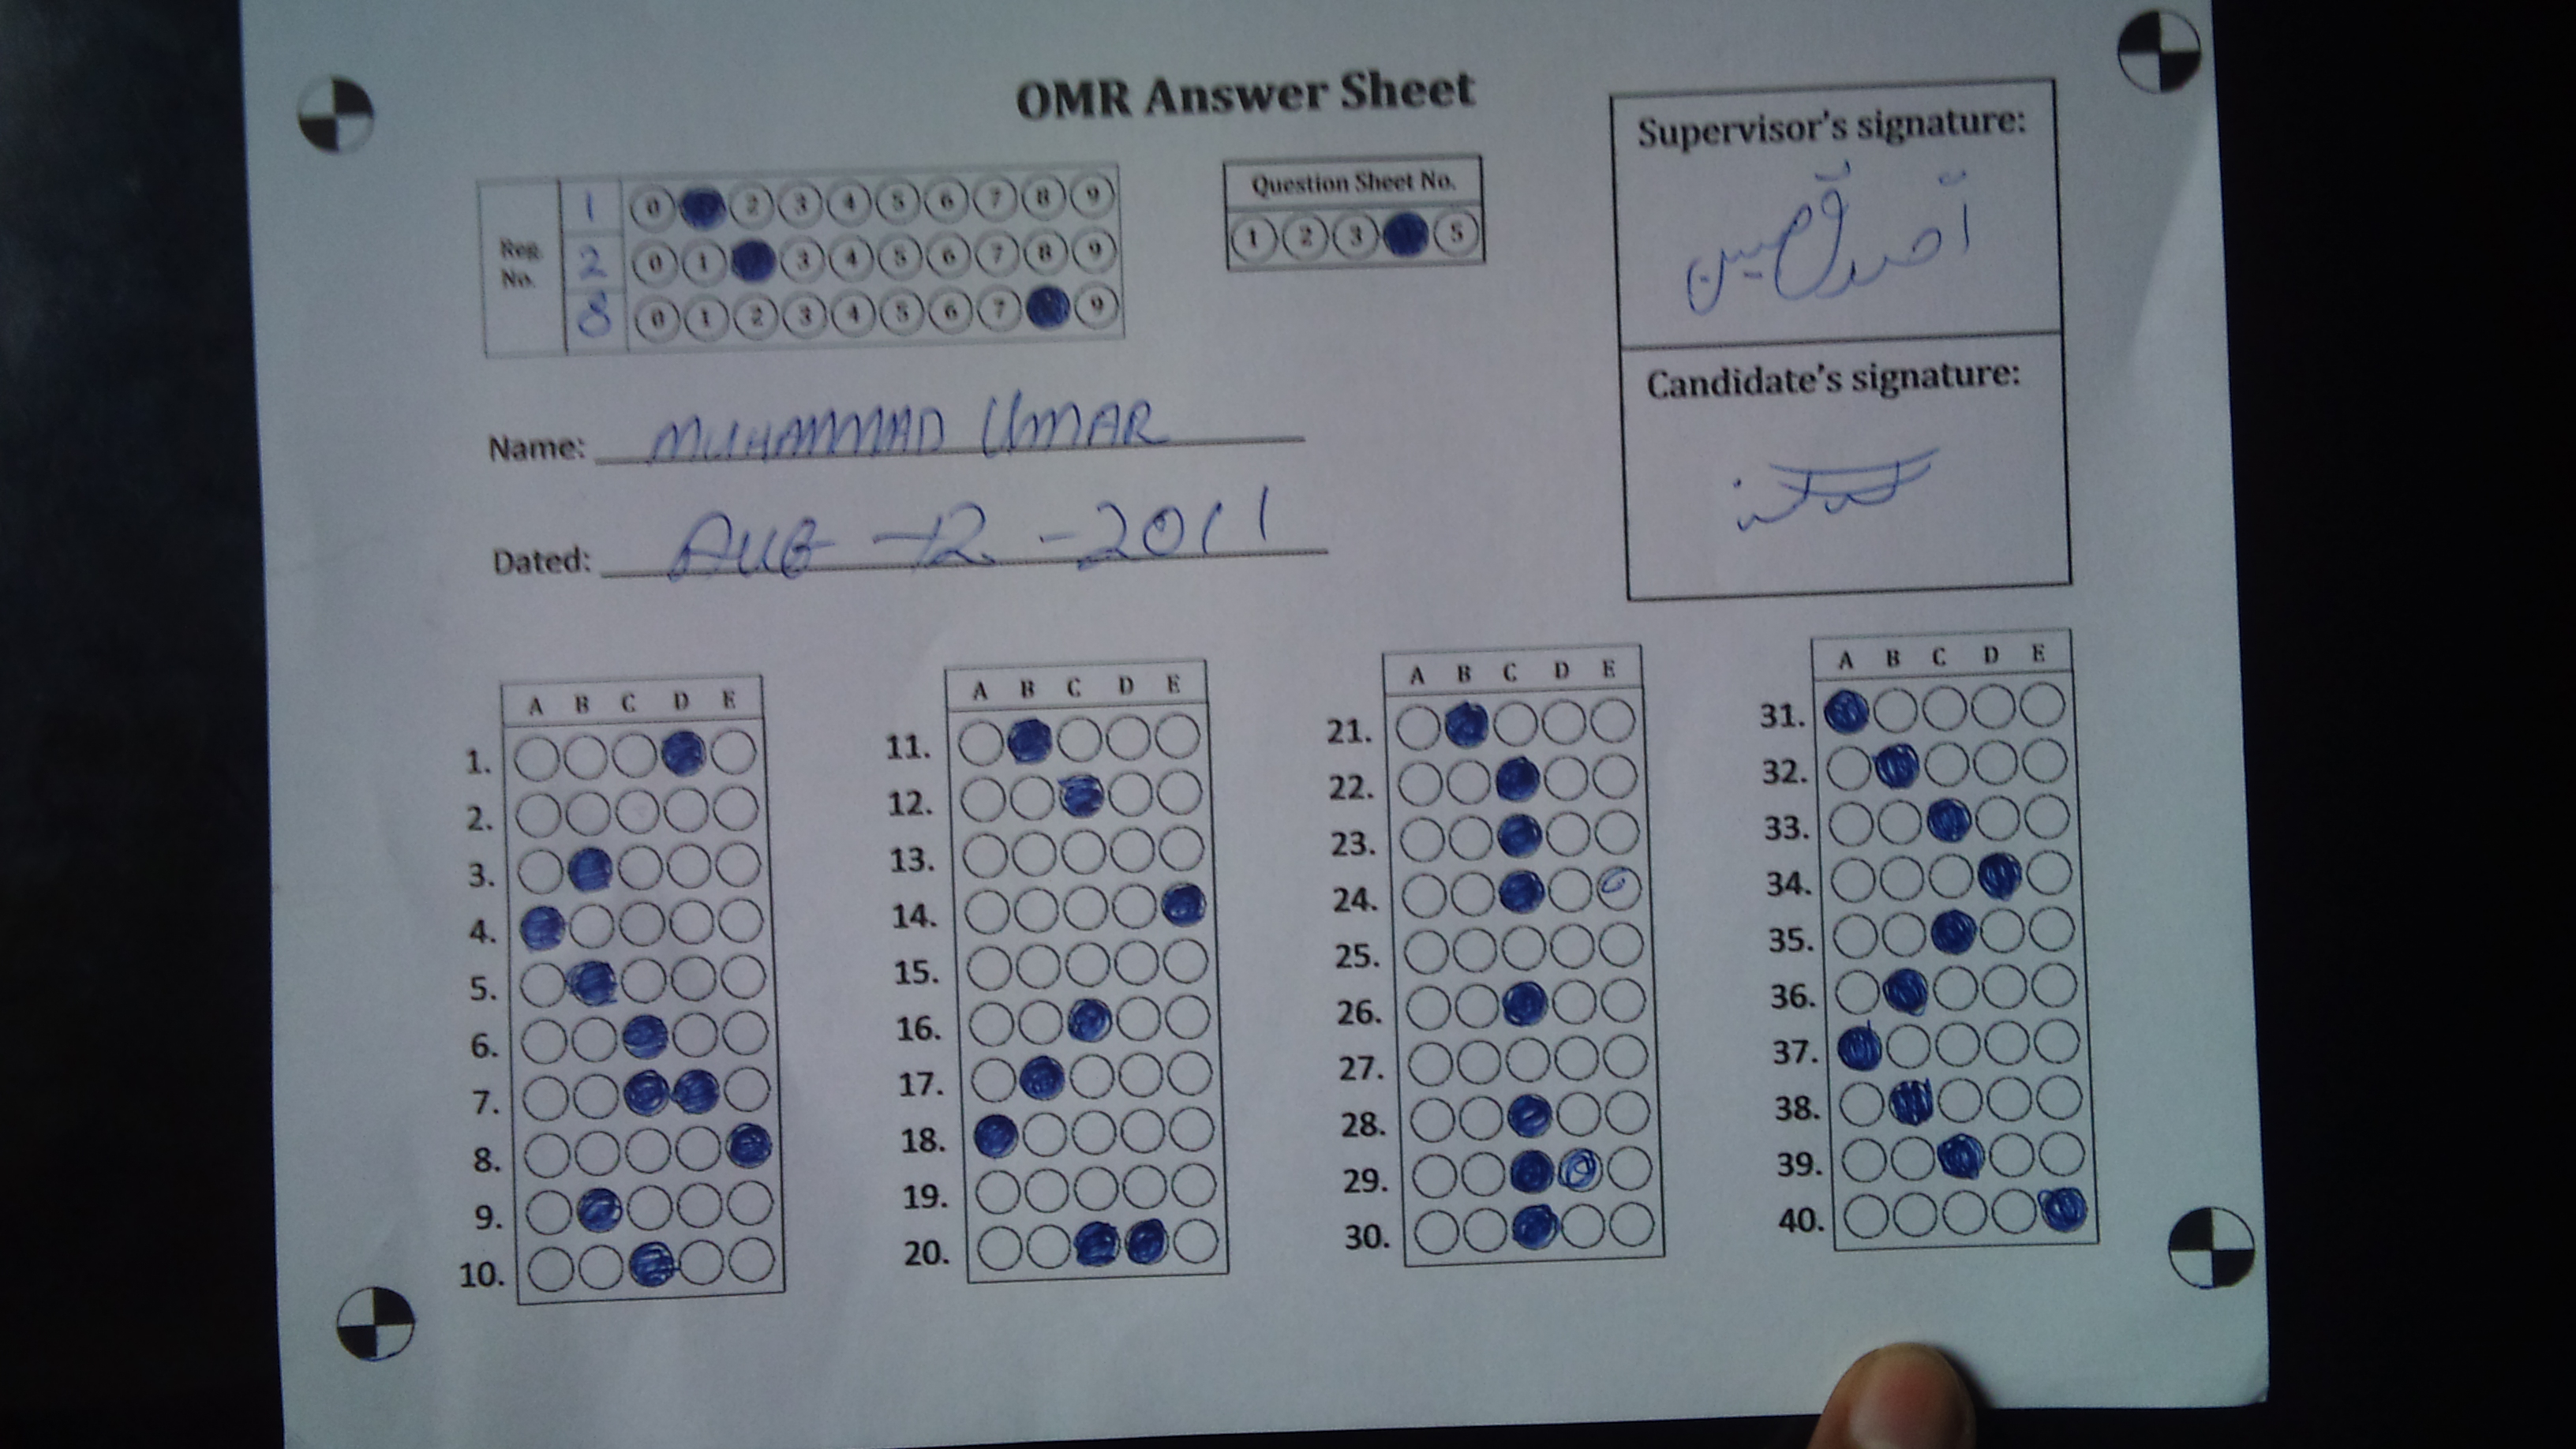 OMR Answer Sheet
Reg. No.
1 0 2 3 4 5 6 7 8 9
2 0 1 3 4 5 6 7 8 9
8 0 1 2 3 4 5 6 7 9
Question Sheet No.
1 2 3 5
Supervisor's signature:
Candidate's signature:
Name: MUHAMMAD UMAR
Dated: AUG -12-2011
A B C D E
1.
2.
3.
4.
5.
6.
7.
8.
9.
10.
A B C D E
11.
12.
13.
14.
15.
16.
17.
18.
19.
20.
A B C D E
21.
22.
23.
24.
25.
26.
27.
28.
29.
30.
A B C D E
31.
32.
33.
34.
35.
36.
37.
38.
39.
40.